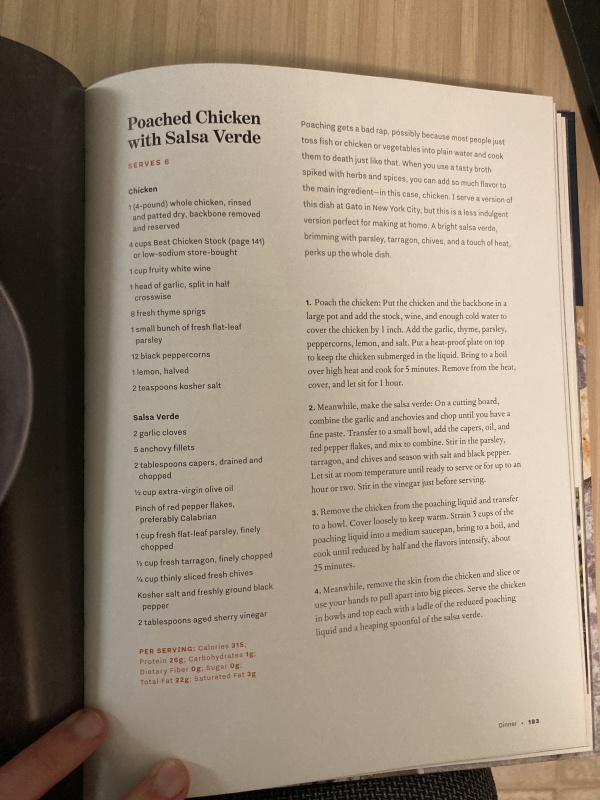 Poached Chicken
with Salsa Verde
SERVES 6
Chicken
1 (4-pound) whole chicken, rinsed
and patted dry, backbone removed
and reserved
4 cups Best Chicken Stock (page 141)
or low-sodium store-bought
1 cup fruity white wine
1 head of garlic, split in half
crosswise
8 fresh thyme sprigs
1 small bunch of fresh flat-leaf
parsley
12 black peppercorns
1 lemon, halved
2 teaspoons kosher salt
Salsa Verde
2 garlic cloves
5 anchovy fillets
2 tablespoons capers, drained and
chopped
½ cup extra-virgin olive oil
Pinch of red pepper flakes,
preferably Calabrian
1 cup fresh flat-leaf parsley, finely
chopped
½ cup fresh tarragon, finely chopped
¼ cup thinly sliced fresh chives
Kosher salt and freshly ground black
pepper
2 tablespoons aged sherry vinegar
PER SERVING: Calories 315;
Protein 26g; Carbohydrates 1g;
Dietary Fiber 0g; Sugar 0g;
Total Fat 22g; Saturated Fat 3g
Poaching gets a bad rap, possibly because most people just
toss fish or chicken or vegetables into plain water and cook
them to death just like that. When you use a tasty broth
spiked with herbs and spices, you can add so much flavor to
the main ingredient—in this case, chicken. I serve a version of
this dish at Gato in New York City, but this is a less indulgent
version perfect for making at home. A bright salsa verde,
brimming with parsley, tarragon, chives, and a touch of heat,
perks up the whole dish.
1. Poach the chicken: Put the chicken and the backbone in a
large pot and add the stock, wine, and enough cold water to
cover the chicken by 1 inch. Add the garlic, thyme, parsley,
peppercorns, lemon, and salt. Put a heat-proof plate on top
to keep the chicken submerged in the liquid. Bring to a boil
over high heat and cook for 5 minutes. Remove from the heat,
cover, and let sit for 1 hour.
2. Meanwhile, make the salsa verde: On a cutting board,
combine the garlic and anchovies and chop until you have a
fine paste. Transfer to a small bowl, add the capers, oil, and
red pepper flakes, and mix to combine. Stir in the parsley,
tarragon, and chives and season with salt and black pepper.
Let sit at room temperature until ready to serve or for up to an
hour or two. Stir in the vinegar just before serving.
3. Remove the chicken from the poaching liquid and transfer
to a bowl. Cover loosely to keep warm. Strain 3 cups of the
poaching liquid into a medium saucepan, bring to a boil, and
cook until reduced by half and the flavors intensify, about
25 minutes.
4. Meanwhile, remove the skin from the chicken and slice or
use your hands to pull apart into big pieces. Serve the chicken
in bowls and top each with a ladle of the reduced poaching
liquid and a heaping spoonful of the salsa verde.
Dinner • 183